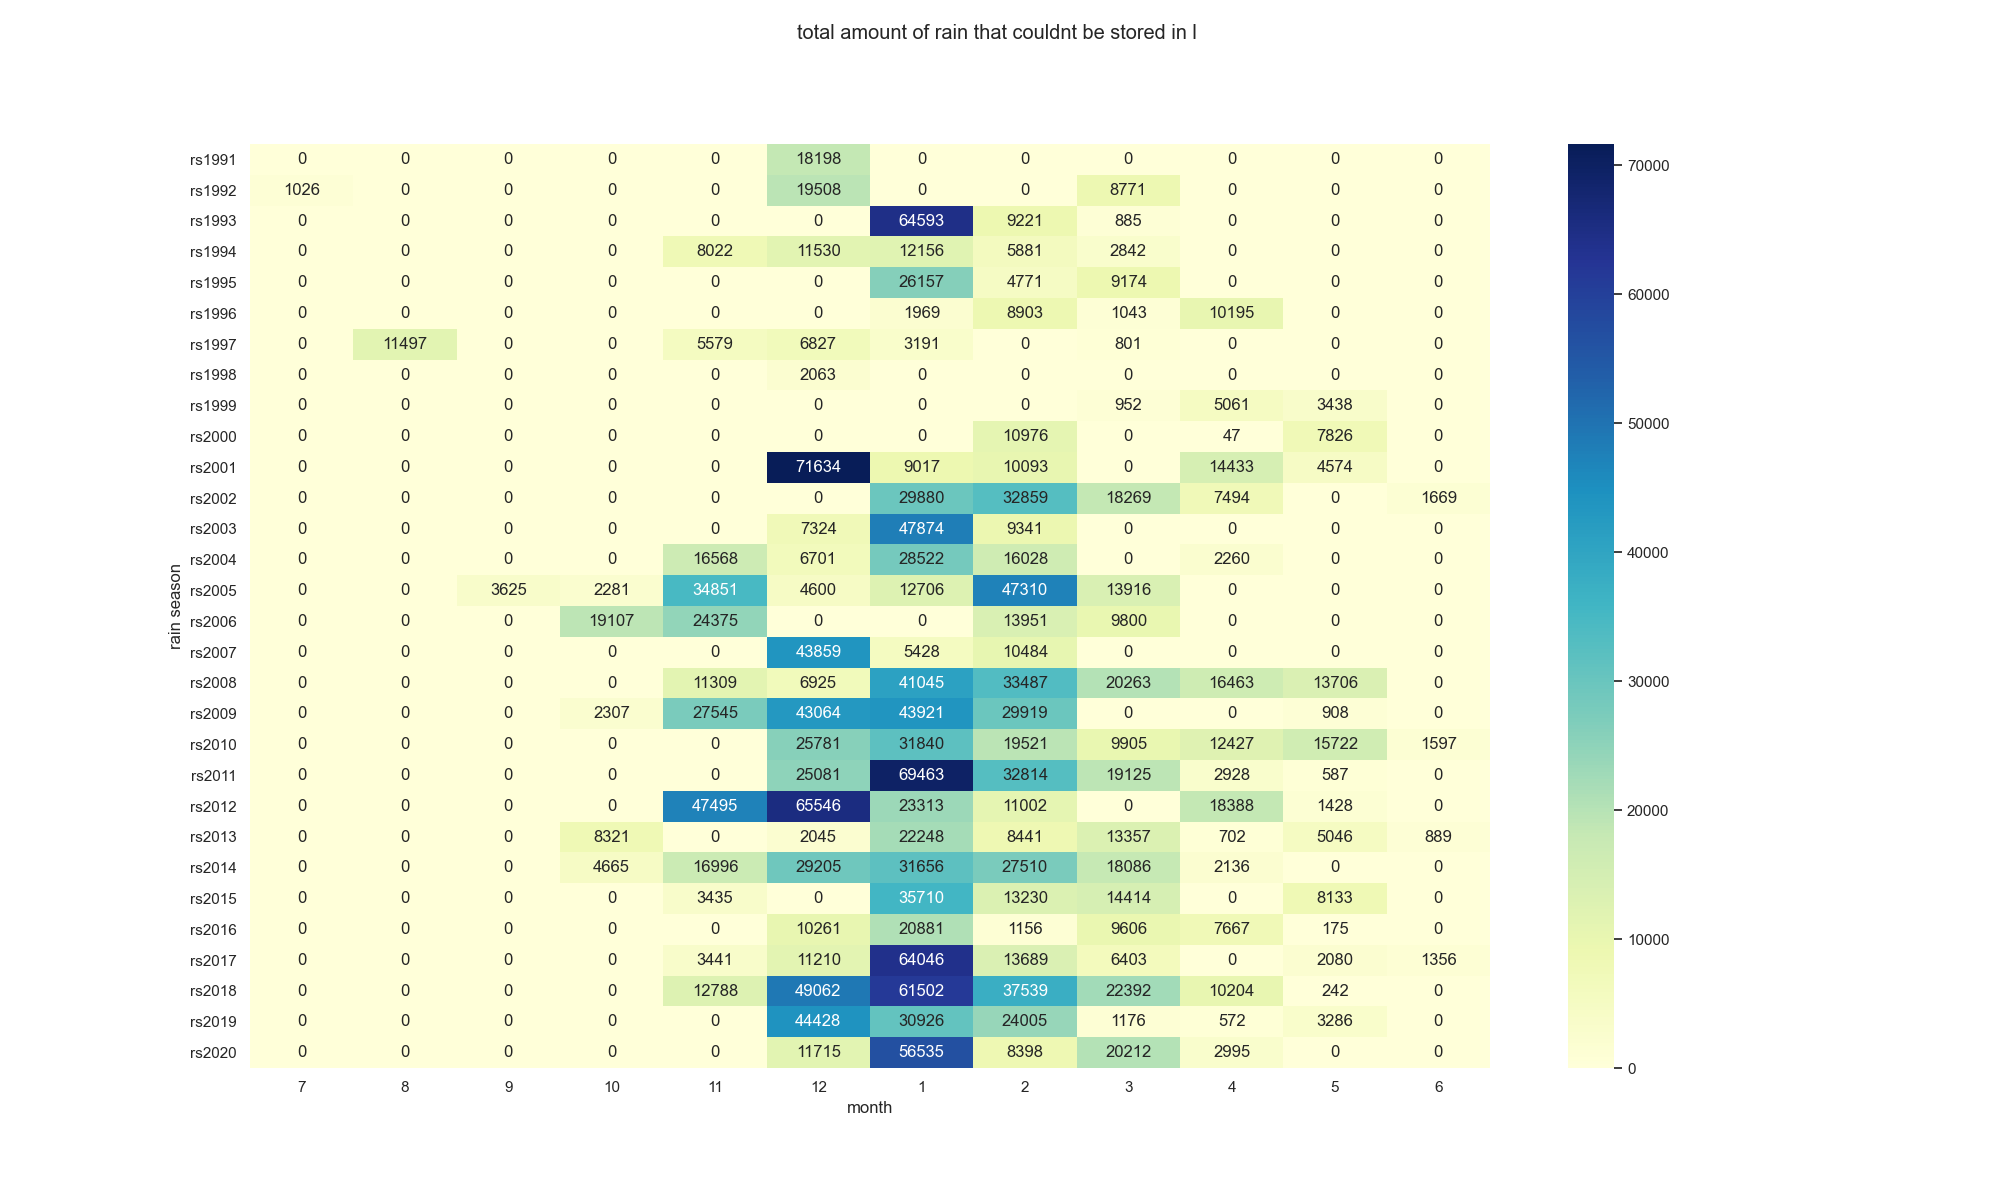 total amount of rain that couldnt be stored in l
rs1991 0 0 0 0 0 18198 0 0 0 0 0 0
rs1992 1026 0 0 0 0 19508 0 0 8771 0 0 0
rs1993 0 0 0 0 0 0 64593 9221 885 0 0 0
rs1994 0 0 0 0 8022 11530 12156 5881 2842 0 0 0
rs1995 0 0 0 0 0 0 26157 4771 9174 0 0 0
rs1996 0 0 0 0 0 0 1969 8903 1043 10195 0 0
rs1997 0 11497 0 0 5579 6827 3191 0 801 0 0 0
rs1998 0 0 0 0 0 2063 0 0 0 0 0 0
rs1999 0 0 0 0 0 0 0 0 952 5061 3438 0
rs2000 0 0 0 0 0 0 0 10976 0 47 7826 0
rs2001 0 0 0 0 0 71634 9017 10093 0 14433 4574 0
rs2002 0 0 0 0 0 0 29880 32859 18269 7494 0 1669
rs2003 0 0 0 0 0 7324 47874 9341 0 0 0 0
rs2004 0 0 0 0 16568 6701 28522 16028 0 2260 0 0
rs2005 0 0 3625 2281 34851 4600 12706 47310 13916 0 0 0
rs2006 0 0 0 19107 24375 0 0 13951 9800 0 0 0
rs2007 0 0 0 0 0 43859 5428 10484 0 0 0 0
rs2008 0 0 0 0 11309 6925 41045 33487 20263 16463 13706 0
rs2009 0 0 0 2307 27545 43064 43921 29919 0 0 908 0
rs2010 0 0 0 0 0 25781 31840 19521 9905 12427 15722 1597
rs2011 0 0 0 0 0 25081 69463 32814 19125 2928 587 0
rs2012 0 0 0 0 47495 65546 23313 11002 0 18388 1428 0
rs2013 0 0 0 8321 0 2045 22248 8441 13357 702 5046 889
rs2014 0 0 0 4665 16996 29205 31656 27510 18086 2136 0 0
rs2015 0 0 0 0 3435 0 35710 13230 14414 0 8133 0
rs2016 0 0 0 0 0 10261 20881 1156 9606 7667 175 0
rs2017 0 0 0 0 3441 11210 64046 13689 6403 0 2080 1356
rs2018 0 0 0 0 12788 49062 61502 37539 22392 10204 242 0
rs2019 0 0 0 0 0 44428 30926 24005 1176 572 3286 0
rs2020 0 0 0 0 0 11715 56535 8398 20212 2995 0 0
7 8 9 10 11 12 1 2 3 4 5 6
month
rain season
70000
60000
50000
40000
30000
20000
10000
0